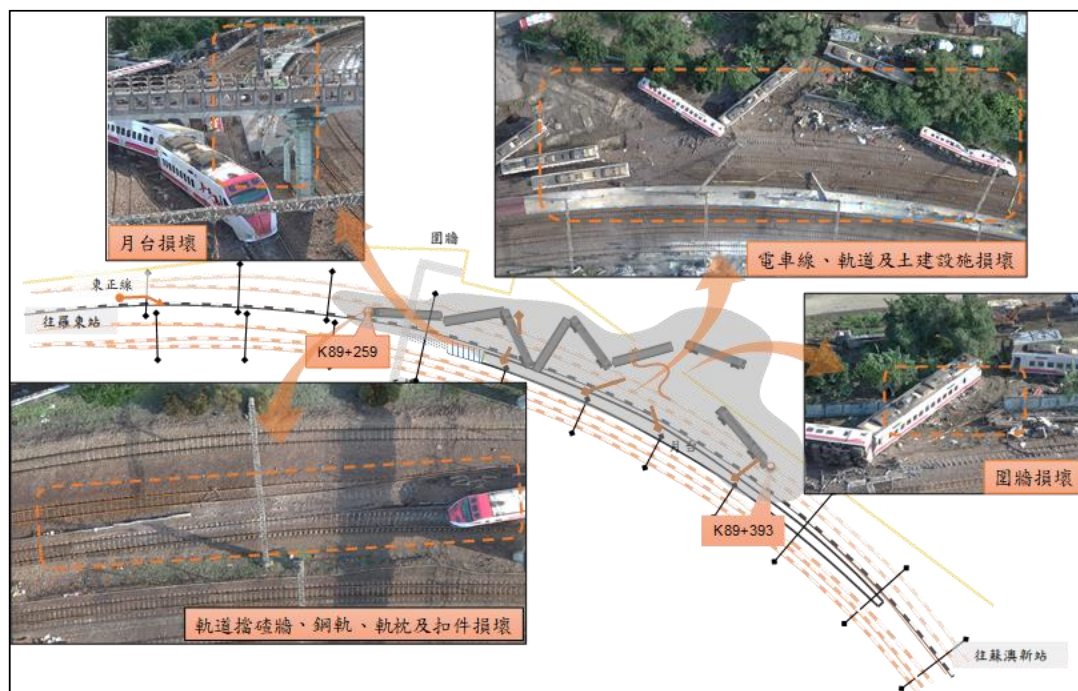 月台損壞
電車線、軌道及土建設施損壞
圍牆
東正線
往羅東站
K89+259
圍牆損壞
月台
K89+393
軌道擋碴牆、鋼軌、軌枕及扣件損壞
往蘇澳新站